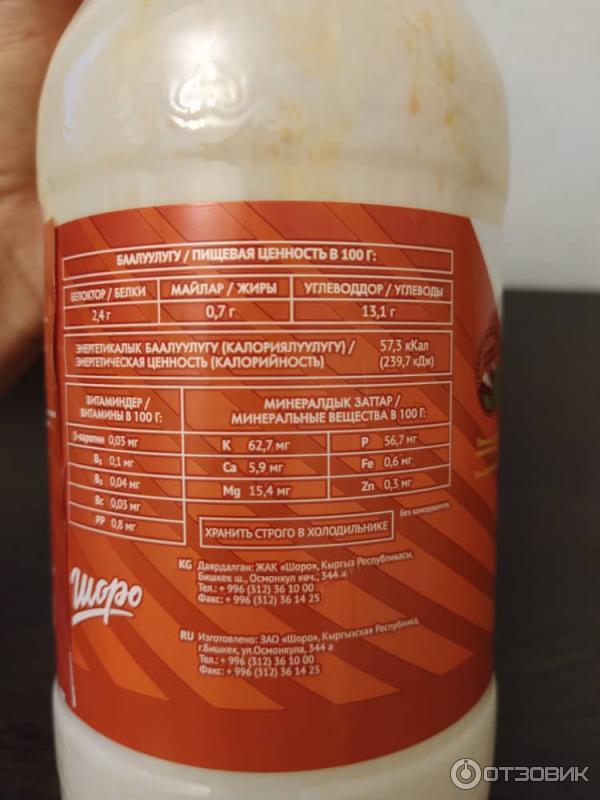 БААЛУУЛУГУ / ПИЩЕВАЯ ЦЕННОСТЬ В 100 Г:
БЕЛОКТОР / БЕЛКИ МАЙЛАР / ЖИРЫ УГЛЕВОДДОР / УГЛЕВОДЫ
2,4 г 0,7 г 13,1 г
ЭНЕРГЕТИКАЛЫК БААЛУУЛУГУ (КАЛОРИЯЛУУЛУГУ) / 57,3 кКал
ЭНЕРГЕТИЧЕСКАЯ ЦЕННОСТЬ (КАЛОРИЙНОСТЬ) (239,7 кДж)
ВИТАМИНДЕР /
ВИТАМИНЫ В 100 Г:
β-каротин 0,03 мг
B₁ 0,1 мг
0,04 мг
Вс 0,03 мг
PP 0,8 мг
МИНЕРАЛДЫК ЗАТТАР /
МИНЕРАЛЬНЫЕ ВЕЩЕСТВА В 100 Г:
K 62,7 мг P 56,7 мг
Ca 5,9 мг Fe 0,6 мг
Mg 15,4 мг Zn 0,3 мг
Без консервантов
ХРАНИТЬ СТРОГО В ХОЛОДИЛЬНИКЕ
KG Даярдалган: ЖАК «Шоро», Кыргыз Республикасы,
Бишкек ш., Осмонкул көч., 344 а
Тел.: + 996 (312) 36 10 00
Факс: + 996 (312) 36 14 25
Шоро
RU Изготовлено: ЗАО «Шоро», Кыргызская Республика,
г.Бишкек, ул.Осмонкула, 344 а
Тел.: + 996 (312) 36 10 00
Факс: + 996 (312) 36 14 25
ОТЗОВИК